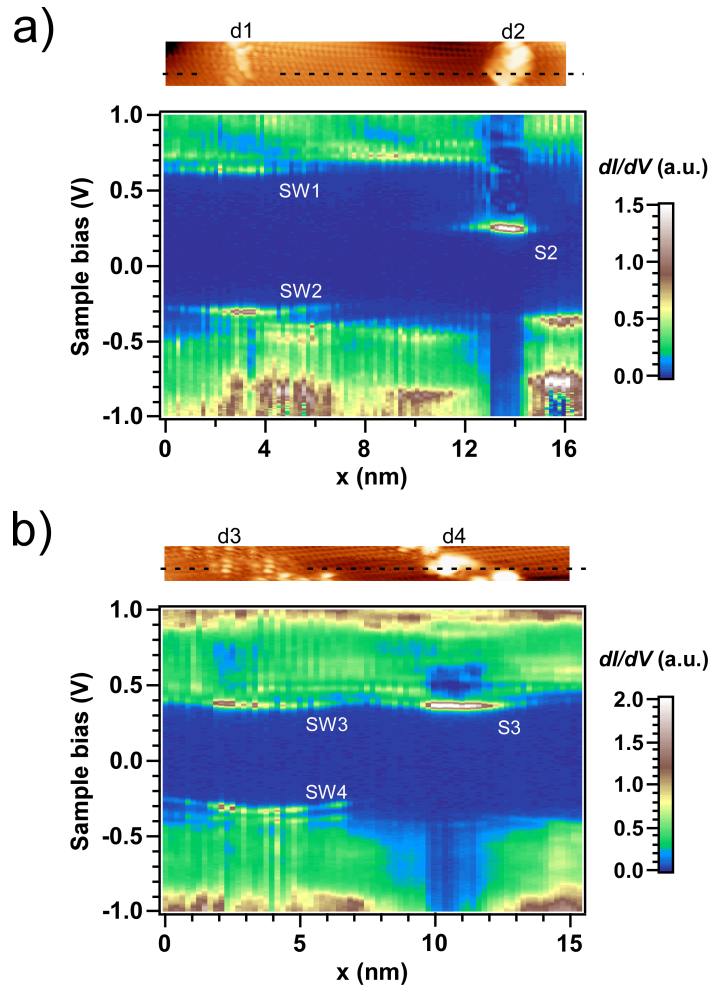 a)
d1 d2
1.0
0.5
0.0
-0.5
-1.0
Sample bias (V)
SW1
SW2
S2
0 4 8 12 16
x (nm)
dI/dV (a.u.)
1.5
1.0
0.5
0.0
b)
d3 d4
1.0
0.5
0.0
-0.5
-1.0
Sample bias (V)
SW3
S3
SW4
0 5 10 15
x (nm)
dI/dV (a.u.)
2.0
1.5
1.0
0.5
0.0